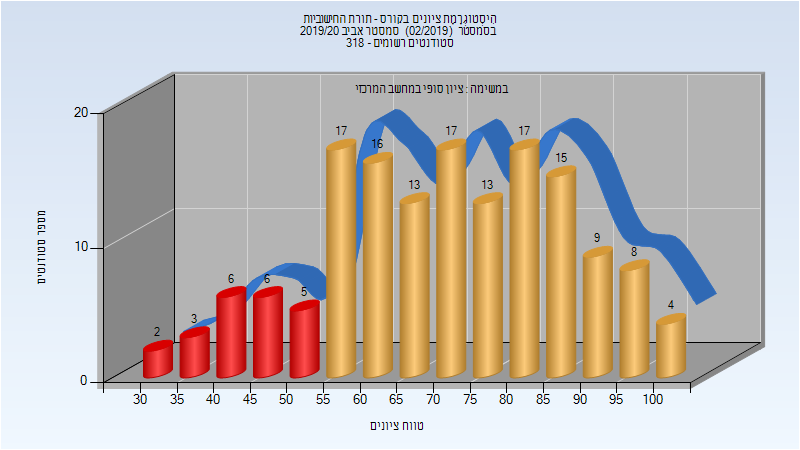 היסטוגרמת ציונים בקורס - תורת החישוביות
בסמסטר (02/2019) סמסטר אביב 2019/20
318 - סטודנטים רשומים
במשימה : ציון סופי במחשב המרכזי
מספר סטודנטים
20
10
0
2
3
6
6
5
17
16
13
17
13
17
15
9
8
4
30 35 40 45 50 55 60 65 70 75 80 85 90 95 100
טווח ציונים